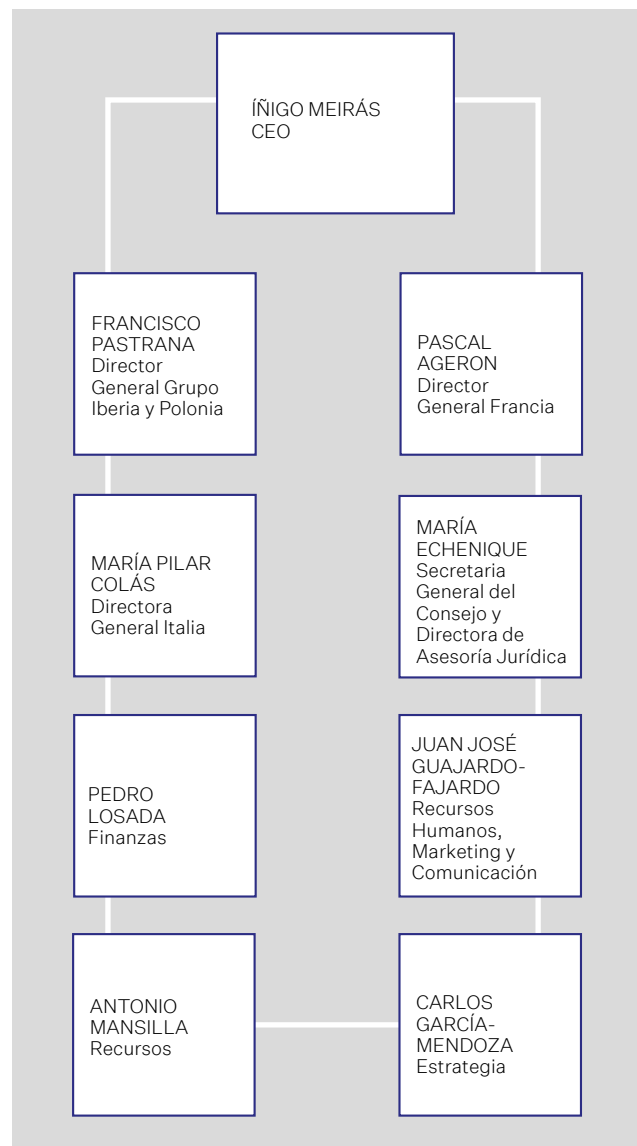 ÍÑIGO MEIRÁS
CEO
FRANCISCO
PASTRANA
Director
General Grupo
Iberia y Polonia
PASCAL
AGERON
Director
General Francia
MARÍA PILAR
COLÁS
Directora
General Italia
MARÍA
ECHENIQUE
Secretaria
General del
Consejo y
Directora de
Asesoría Jurídica
PEDRO
LOSADA
Finanzas
JUAN JOSÉ
GUAJARDO-
FAJARDO
Recursos
Humanos,
Marketing y
Comunicación
ANTONIO
MANSILLA
Recursos
CARLOS
GARCÍA-
MENDOZA
Estrategia